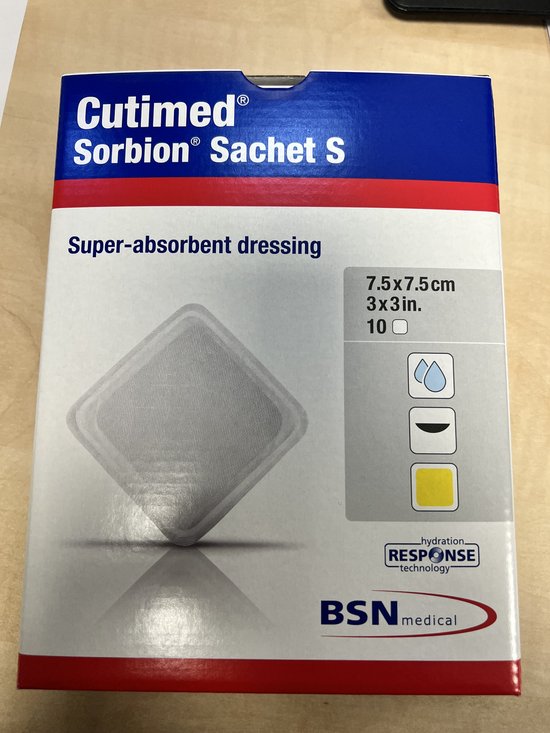 Cutimed®
Sorbion® Sachet S
Super-absorbent dressing
7.5x7.5cm
3x3in.
10
hydration
RESPONSE
technology
BSN medical